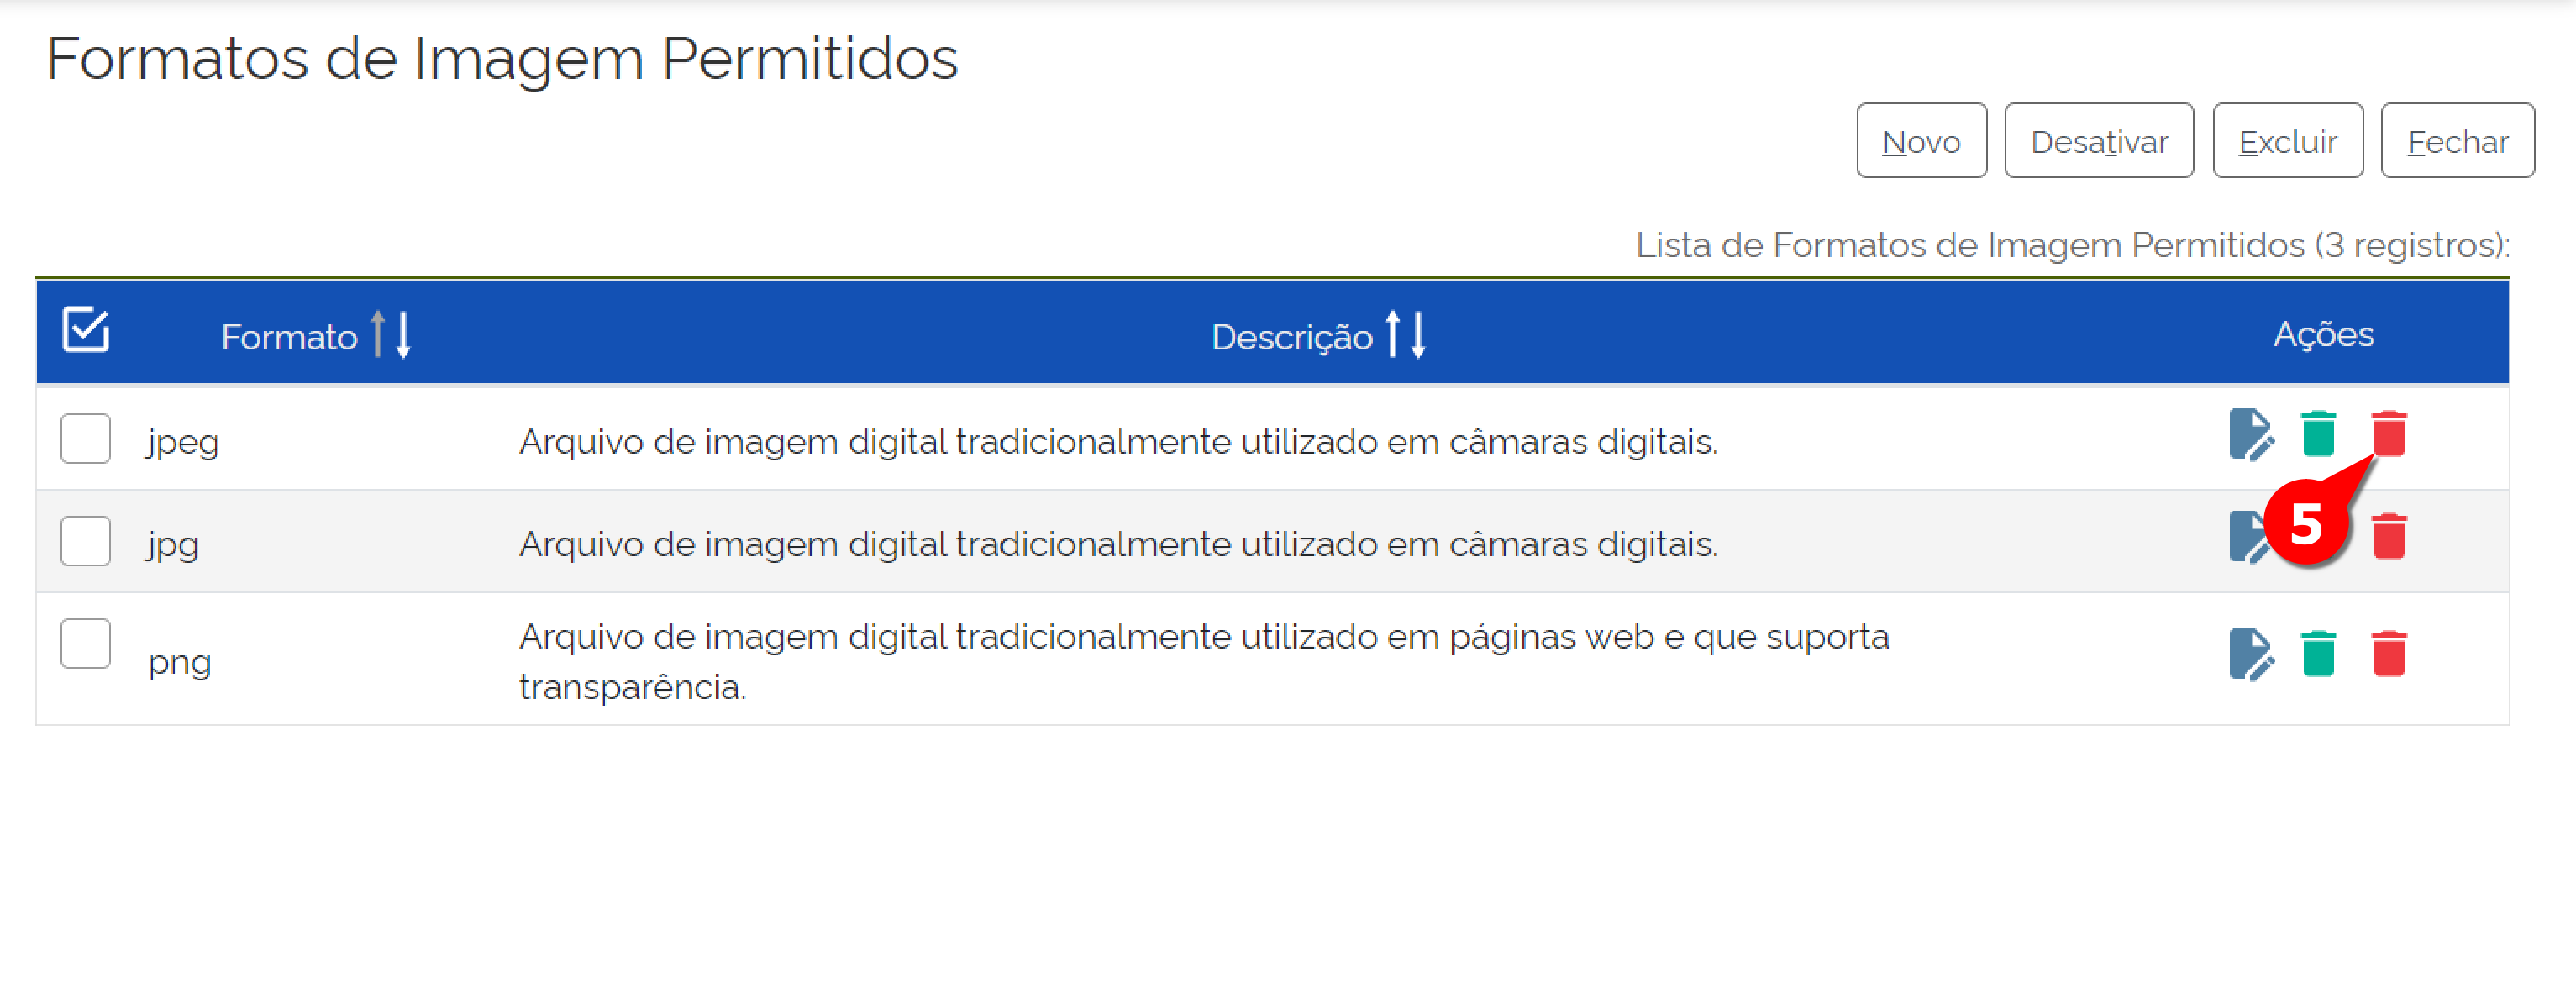 Formatos de Imagem Permitidos
Novo Desativar Excluir Fechar
Lista de Formatos de Imagem Permitidos (3 registros):
Formato Descrição Ações
jpeg Arquivo de imagem digital tradicionalmente utilizado em câmaras digitais.
5
jpg Arquivo de imagem digital tradicionalmente utilizado em câmaras digitais.
png Arquivo de imagem digital tradicionalmente utilizado em páginas web e que suporta
transparência.